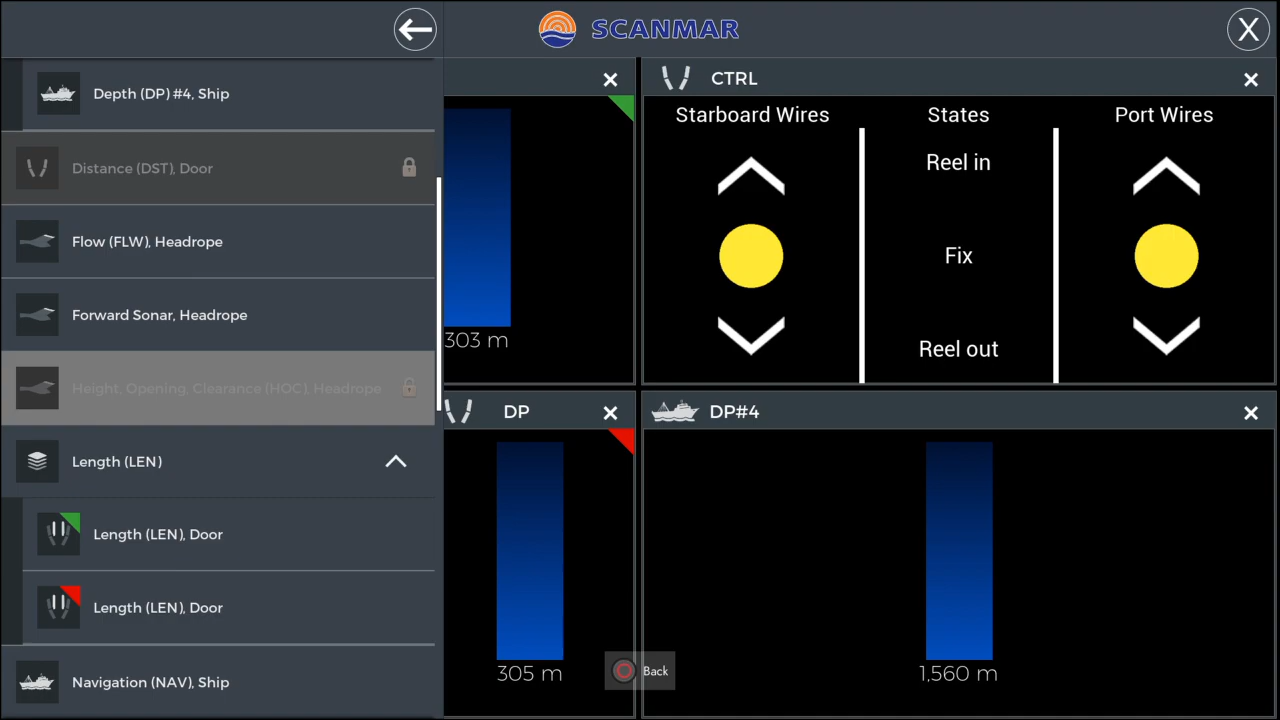 SCANMAR
X
Depth (DP) #4, Ship
Distance (DST), Door
Flow (FLW), Headrope
Forward Sonar, Headrope
Height, Opening, Clearance (HOC), Headrope
Length (LEN)
Length (LEN), Door
Length (LEN), Door
Navigation (NAV), Ship
303 m
CTRL
Starboard Wires
States
Port Wires
Reel in
Fix
Reel out
DP
305 m
Back
DP#4
1,560 m